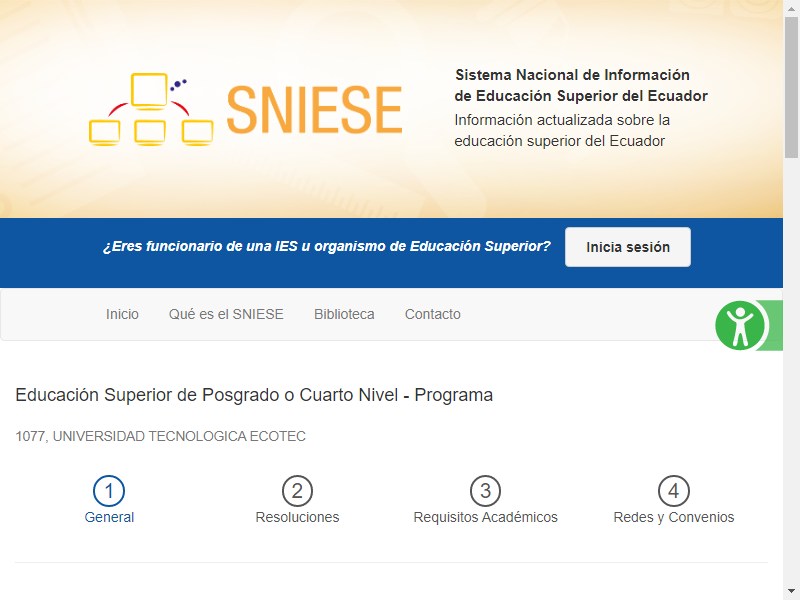 SNIESE
Sistema Nacional de Información
de Educación Superior del Ecuador
Información actualizada sobre la
educación superior del Ecuador
¿Eres funcionario de una IES u organismo de Educación Superior?
Inicia sesión
Inicio Qué es el SNIESE Biblioteca Contacto
Educación Superior de Posgrado o Cuarto Nivel - Programa
1077, UNIVERSIDAD TECNOLOGICA ECOTEC
1 2 3 4
General Resoluciones Requisitos Académicos Redes y Convenios